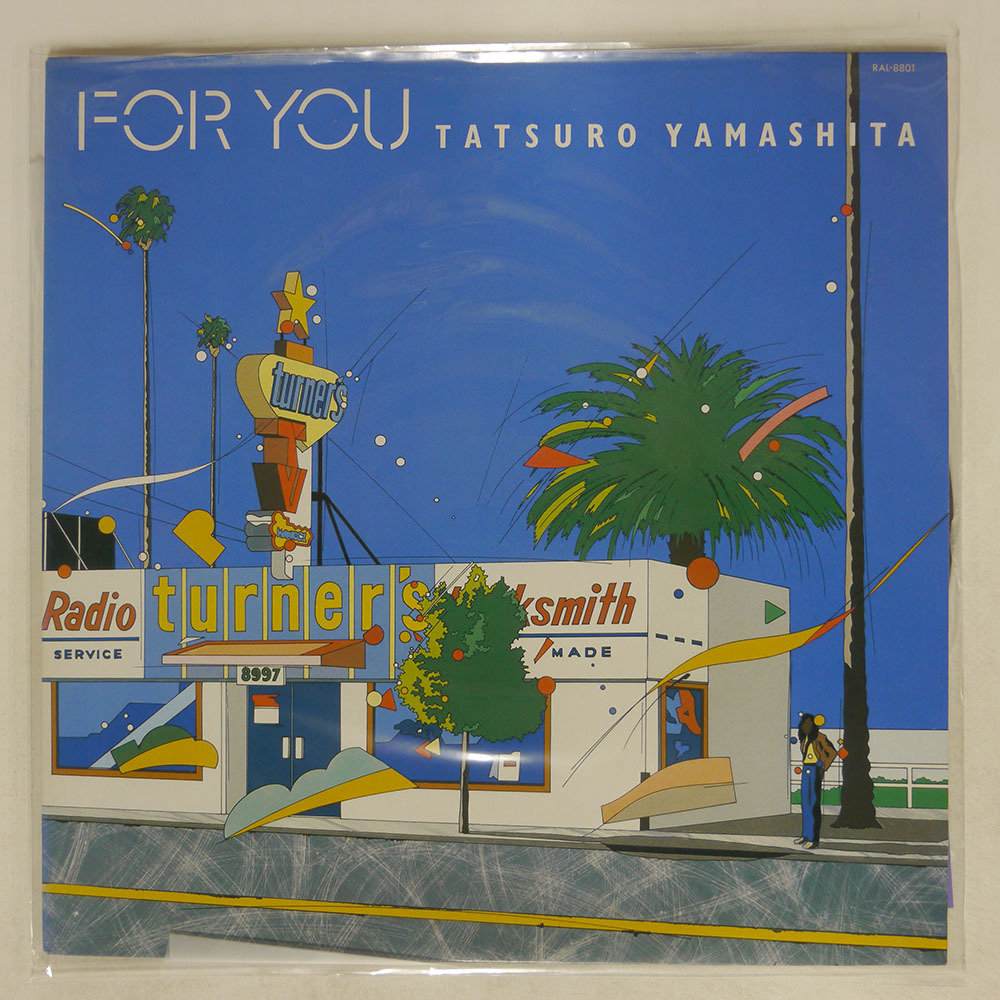 RAL-8801
FOR YOU TATSURO YAMASHITA
turner's
TV
Radio
SERVICE
turner's
8997
ksmith
MADE